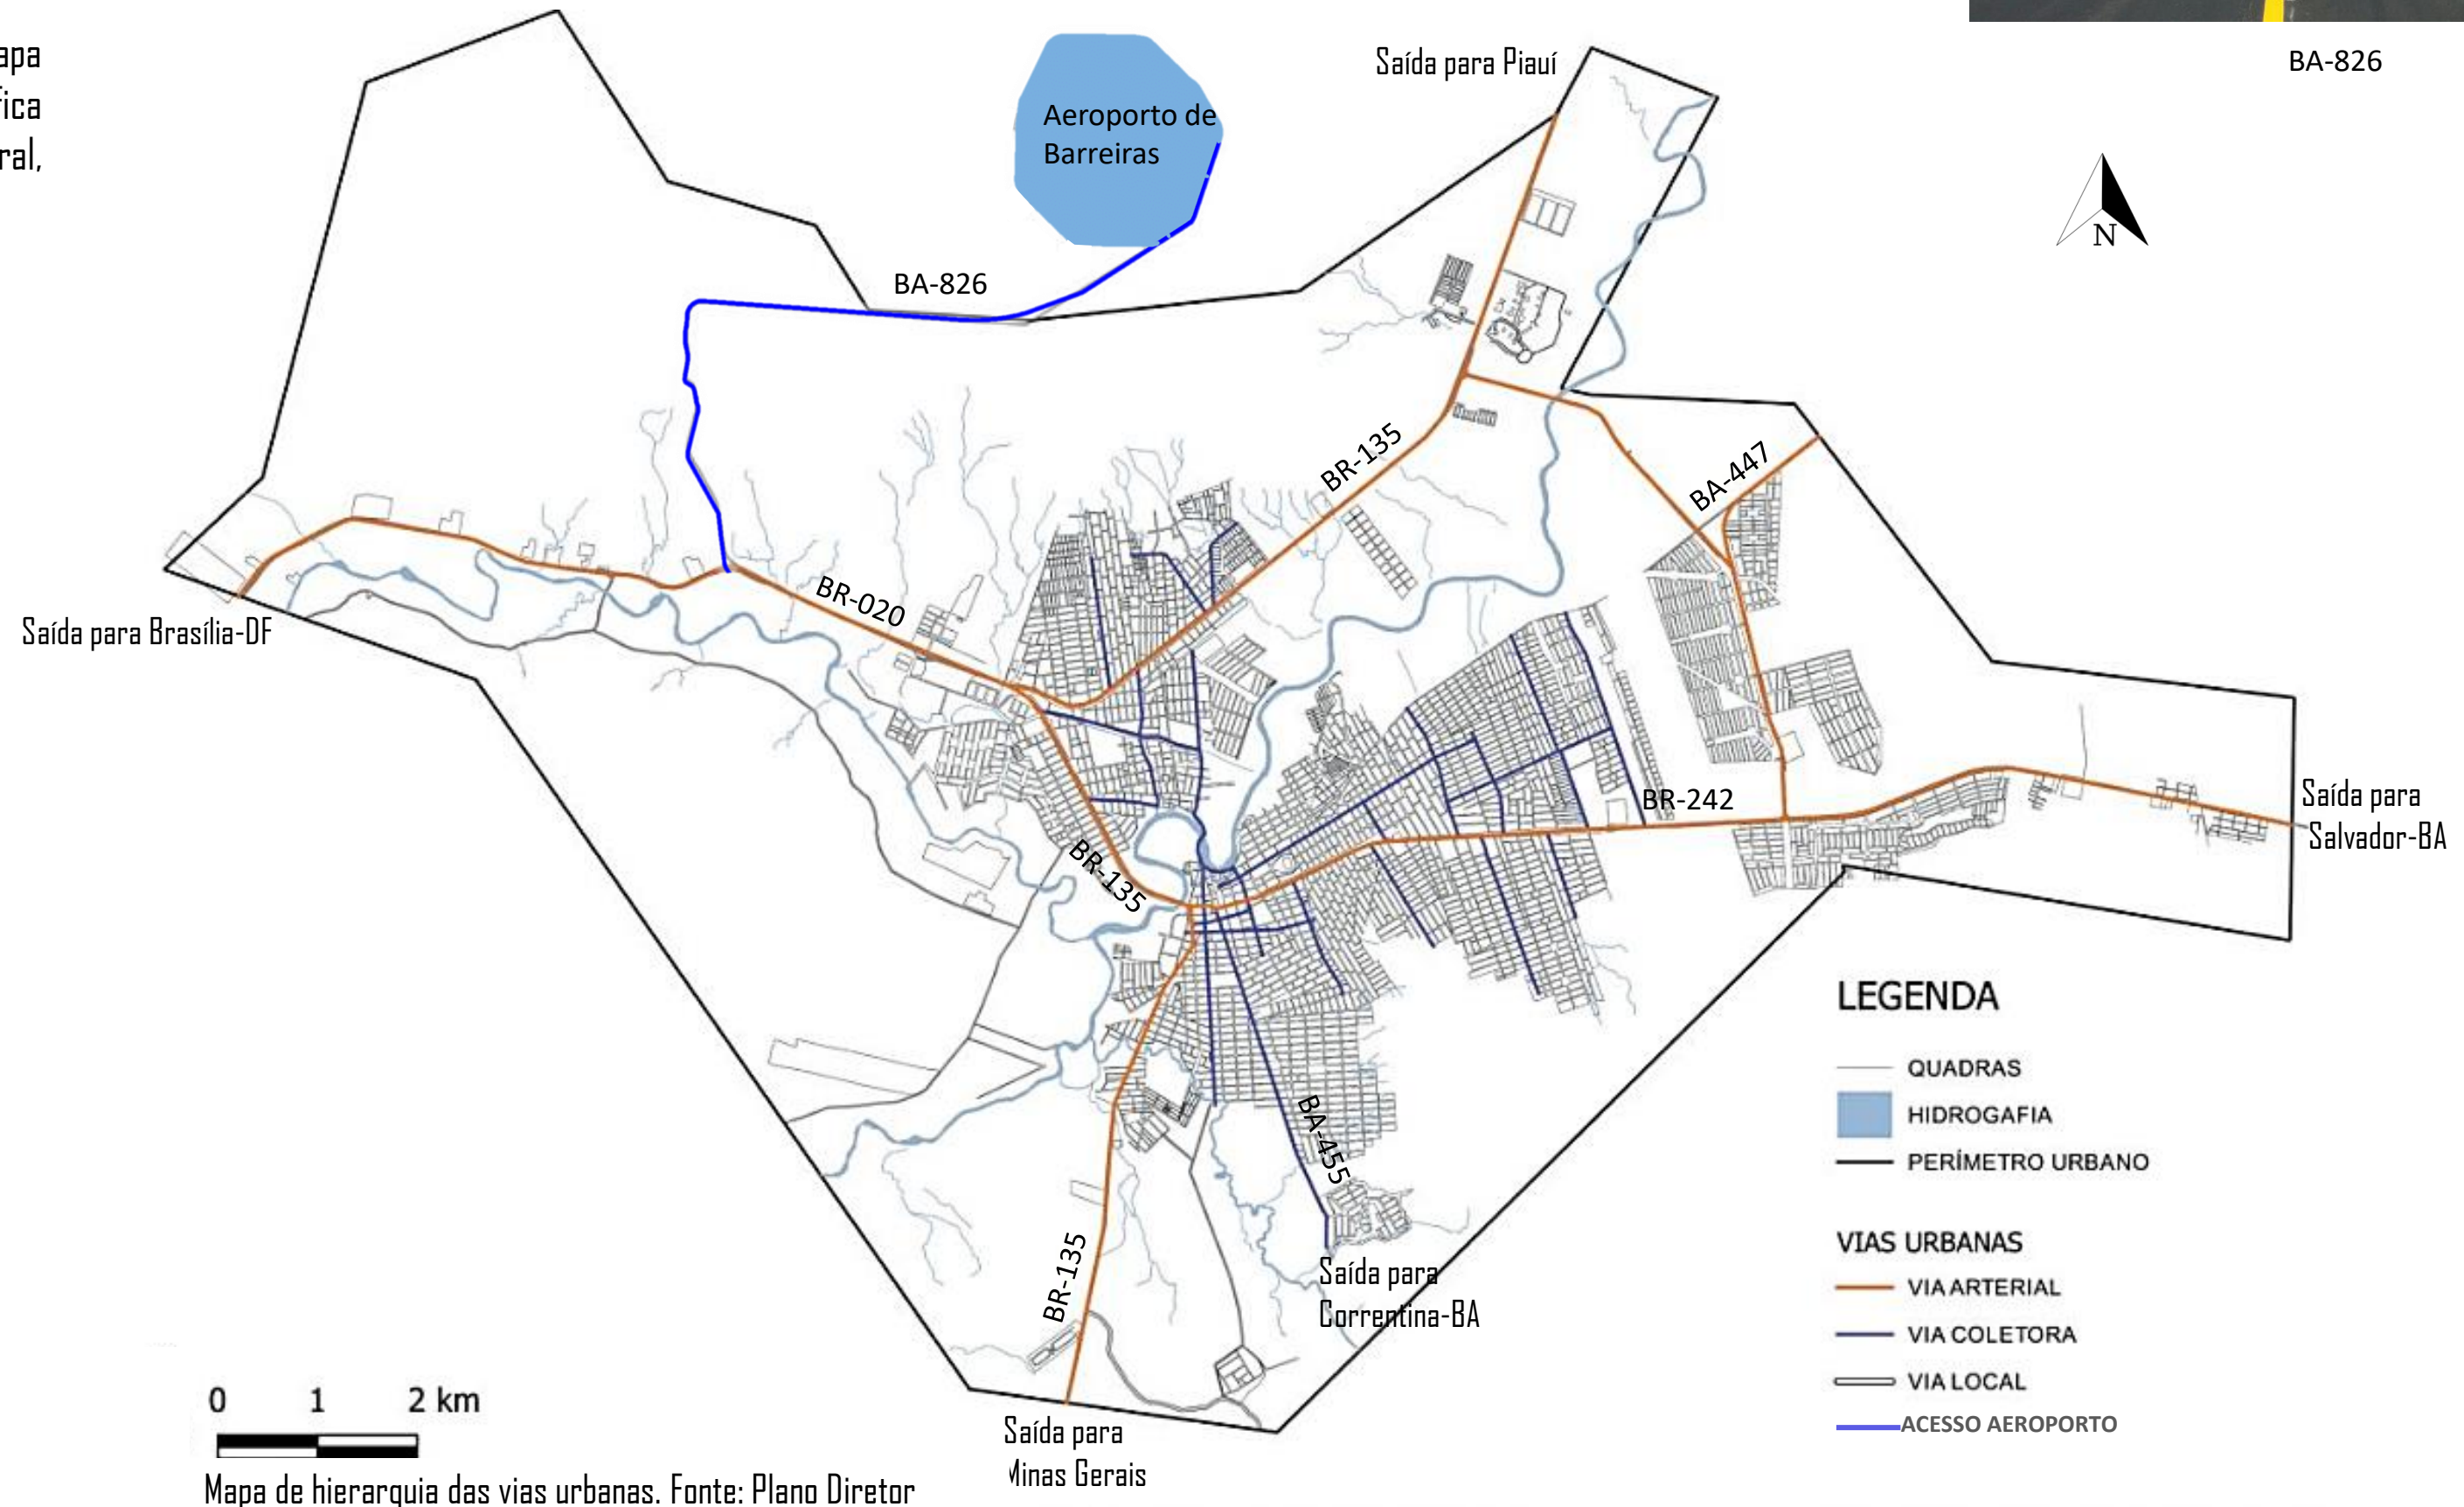 BA-826
Saída para Piauí
Aeroporto de
Barreiras
N
BA-826
BR-135
BA-447
BR-020
Saída para Brasília-DF
BR-242
Saída para
Salvador-BA
BR-135
BA-455
BR-135
Saída para
Correntina-BA
LEGENDA
QUADRAS
HIDROGAFIA
PERÍMETRO URBANO
VIAS URBANAS
VIA ARTERIAL
VIA COLETORA
VIA LOCAL
ACESSO AEROPORTO
0 1 2 km
Saída para
Minas Gerais
Mapa de hierarquia das vias urbanas. Fonte: Plano Diretor